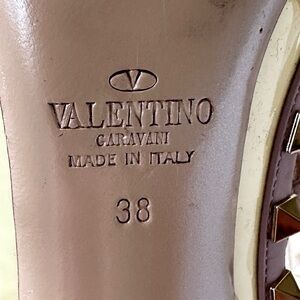 V
VALENTINO
GARAVANI
MADE IN ITALY
38